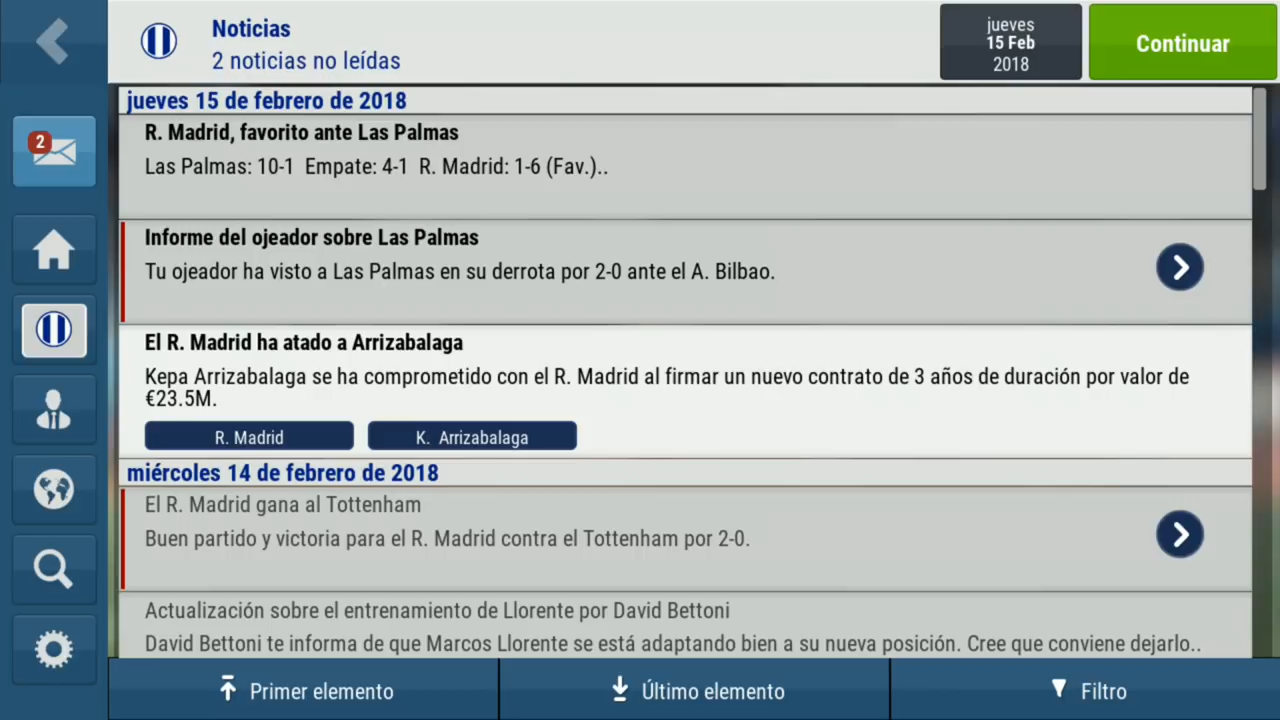 Noticias
2 noticias no leídas
jueves
15 Feb
2018
Continuar
2
jueves 15 de febrero de 2018
R. Madrid, favorito ante Las Palmas
Las Palmas: 10-1 Empate: 4-1 R. Madrid: 1-6 (Fav.)..
Informe del ojeador sobre Las Palmas
Tu ojeador ha visto a Las Palmas en su derrota por 2-0 ante el A. Bilbao.
El R. Madrid ha atado a Arrizabalaga
Kepa Arrizabalaga se ha comprometido con el R. Madrid al firmar un nuevo contrato de 3 años de duración por valor de
€23.5M.
R. Madrid
K. Arrizabalaga
miércoles 14 de febrero de 2018
El R. Madrid gana al Tottenham
Buen partido y victoria para el R. Madrid contra el Tottenham por 2-0.
Actualización sobre el entrenamiento de Llorente por David Bettoni
David Bettoni te informa de que Marcos Llorente se está adaptando bien a su nueva posición. Cree que conviene dejarlo..
Primer elemento
Último elemento
Filtro